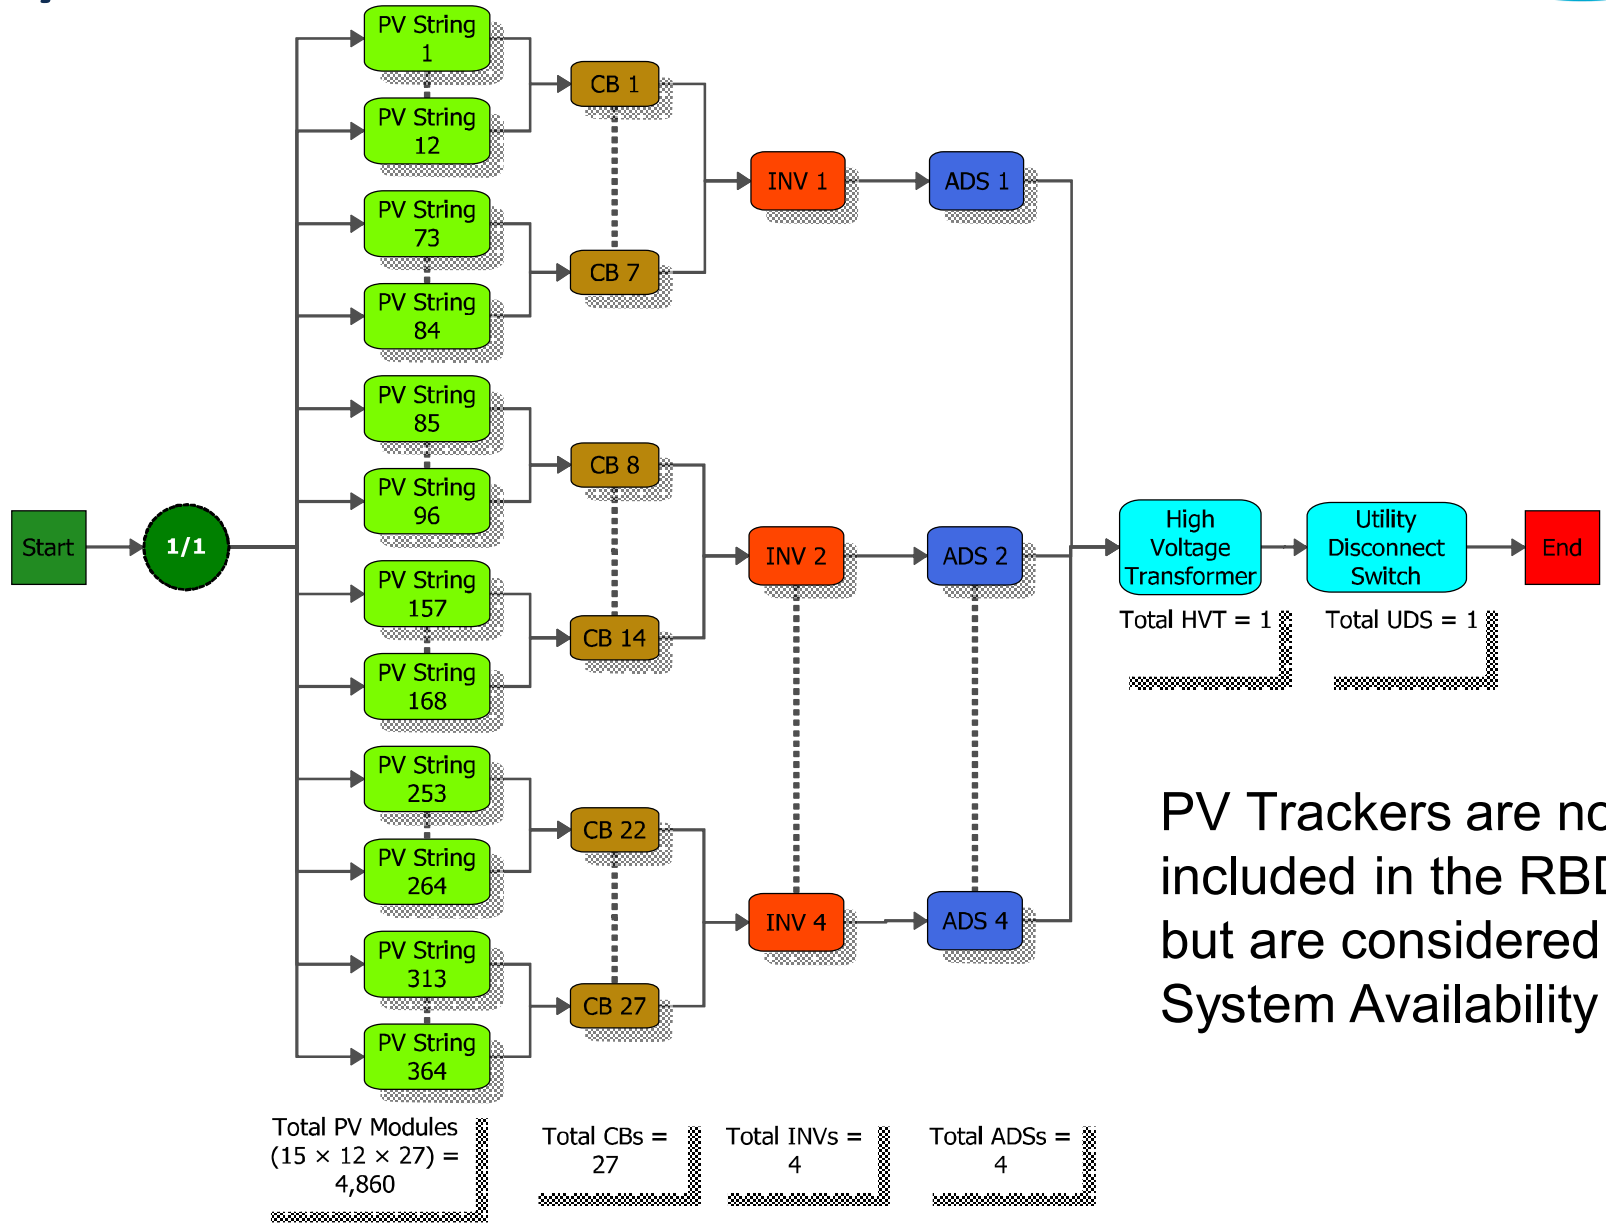 PV String
1
PV String
12
PV String
73
PV String
84
PV String
85
PV String
96
PV String
157
PV String
168
PV String
253
PV String
264
PV String
313
PV String
364
CB 1
CB 7
CB 8
CB 14
CB 22
CB 27
INV 1
INV 2
INV 4
ADS 1
ADS 2
ADS 4
Start
1/1
High
Voltage
Transformer
Utility
Disconnect
Switch
End
Total HVT = 1
Total UDS = 1
PV Trackers are
included in the
but are considered
System Availability
Total PV Modules
(15 × 12 × 27) =
4,860
Total CBs =
27
Total INVs =
4
Total ADSs =
4